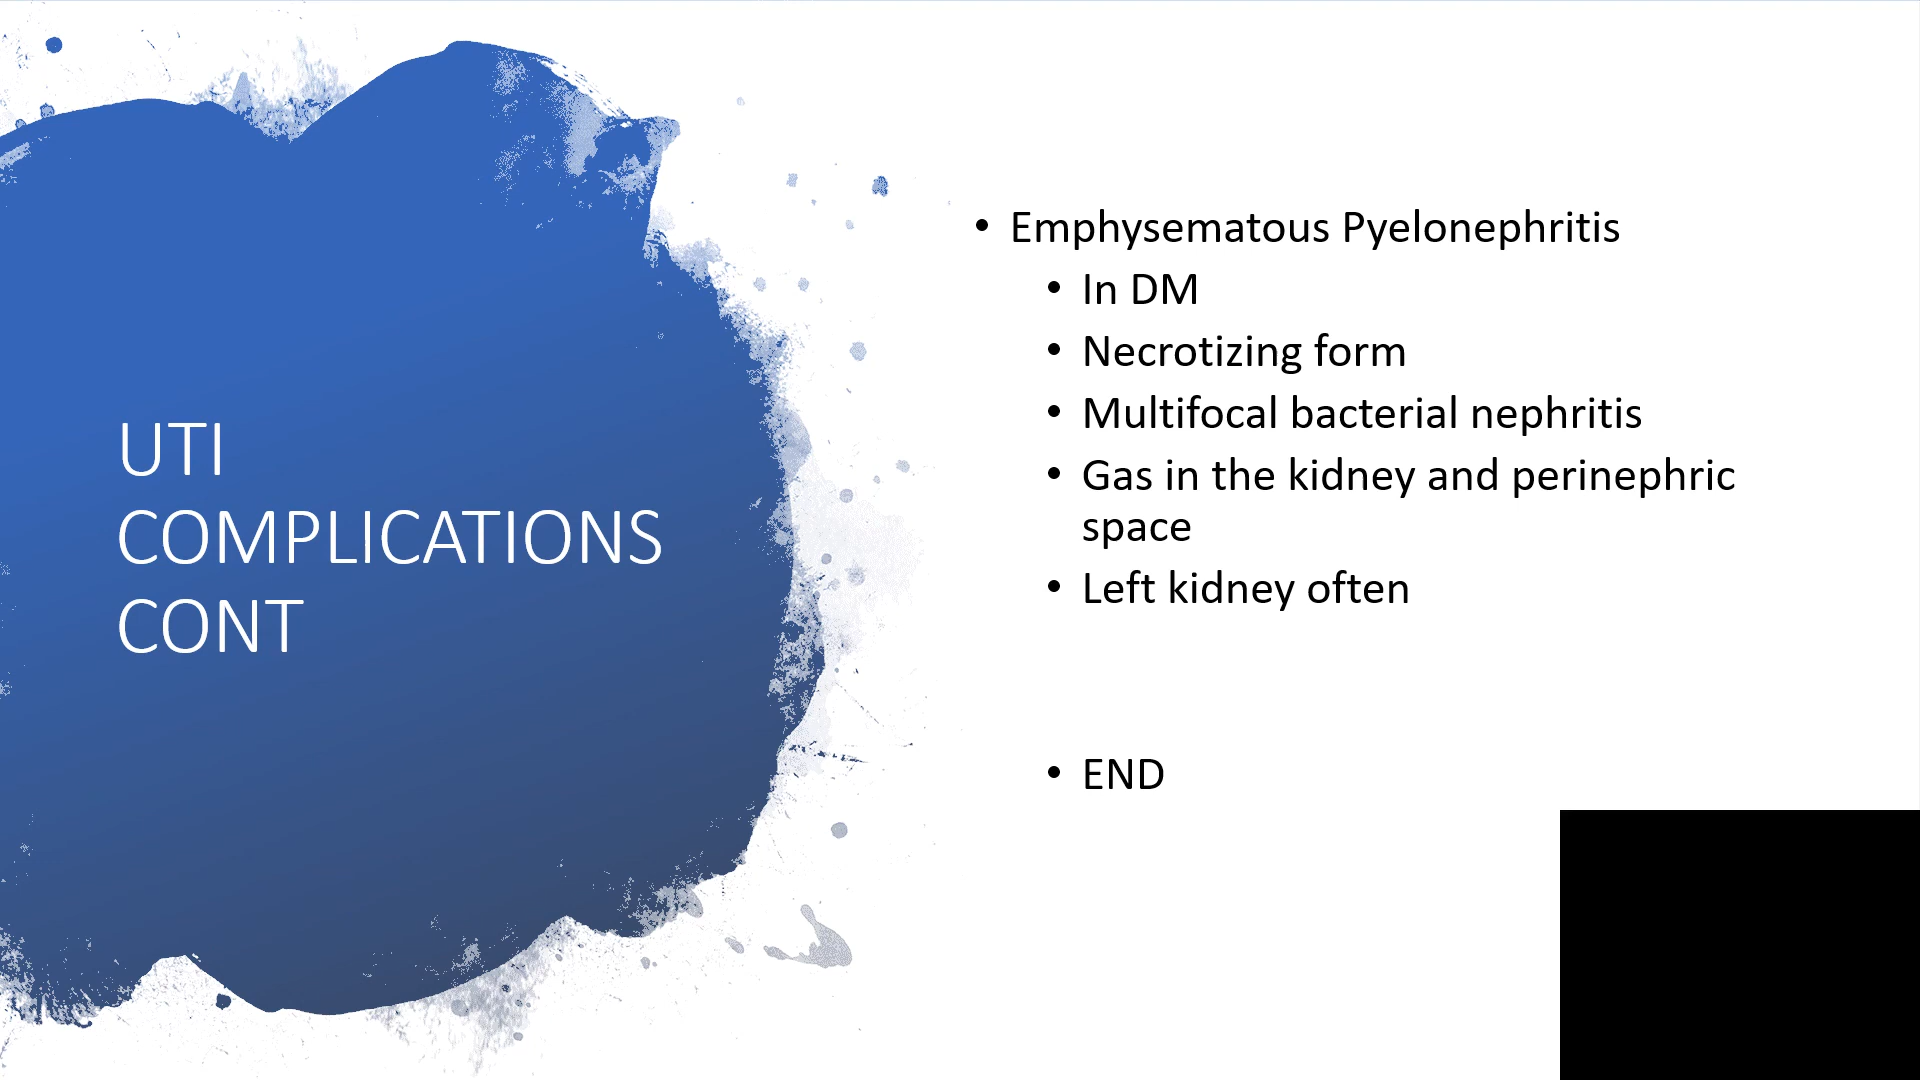 UTI
COMPLICATIONS
CONT
• Emphysematous Pyelonephritis
• In DM
• Necrotizing form
• Multifocal bacterial nephritis
• Gas in the kidney and perinephric
space
• Left kidney often
• END